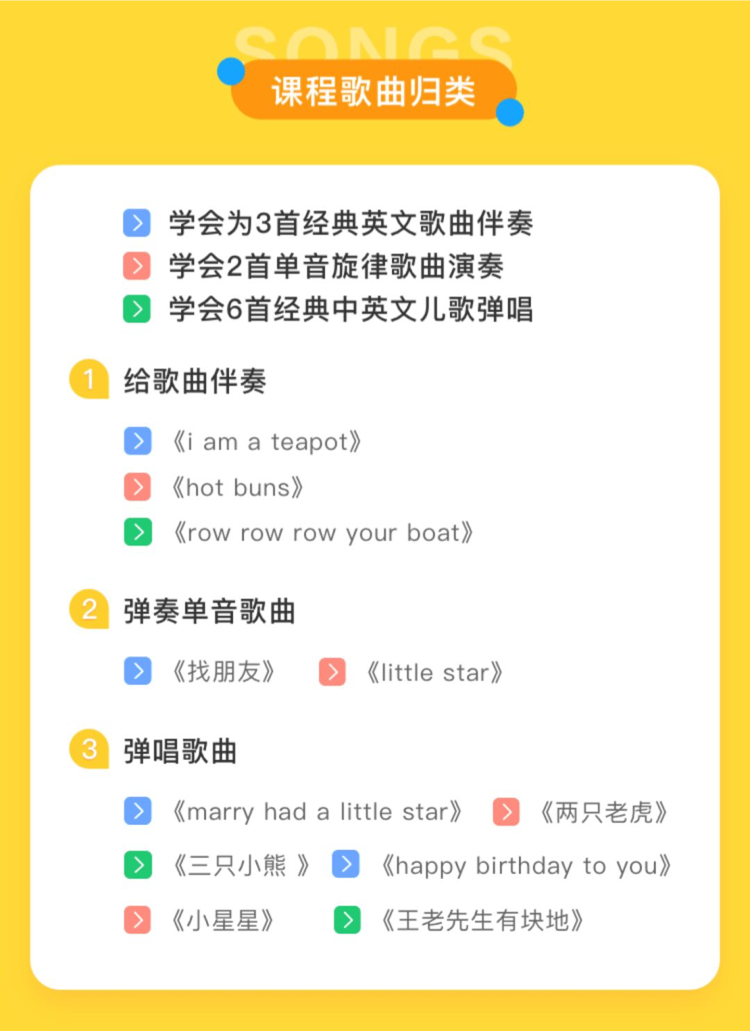 SONGS
课程歌曲归类
学会为3首经典英文歌曲伴奏
学会2首单音旋律歌曲演奏
学会6首经典中英文儿歌弹唱
1 给歌曲伴奏
《i am a teapot》
《hot buns》
《row row row your boat》
2 弹奏单音歌曲
《找朋友》 《little star》
3 弹唱歌曲
《marry had a little star》 《两只老虎》
《三只小熊 》 《happy birthday to you》
《小星星》 《王老先生有块地》